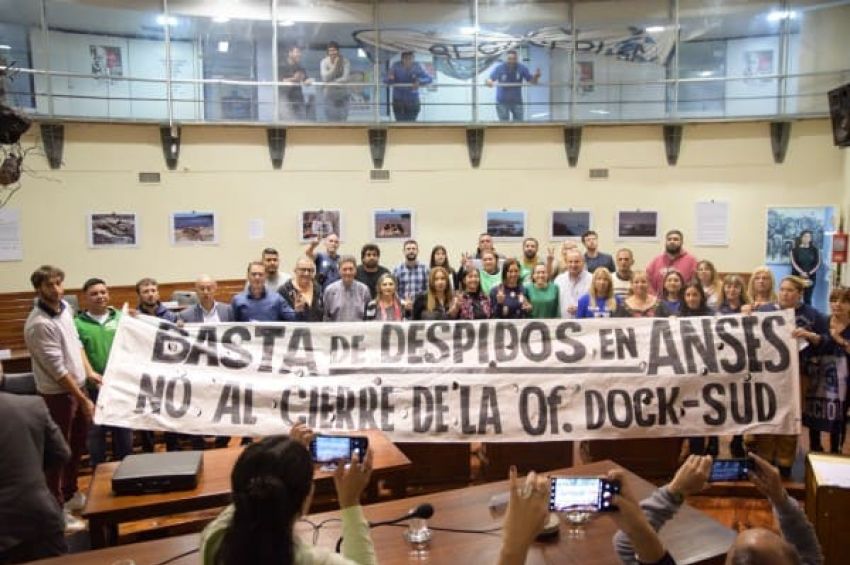 BASTA DE DESPIDOS EN ANSES
NO AL CIERRE DE LA OF. DOCK-SUD